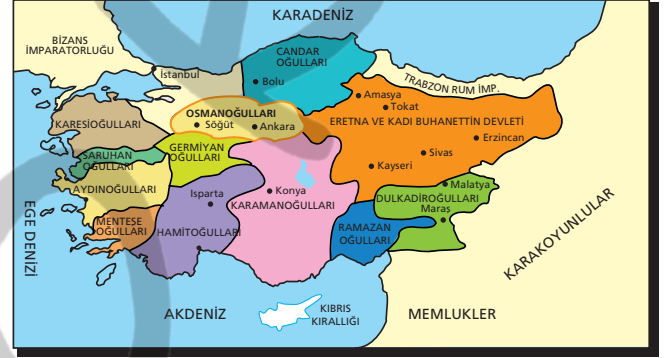 KARADENİZ
BİZANS
İMPARATORLUĞU
CANDAR
OĞULLARI
İstanbul
Bolu
TRABZON RUM İMP.
Amasya
Tokat
OSMANOĞULLARI
Söğüt
Ankara
ERETNA VE KADI BUHANETTİN DEVLETİ
KARESİOĞULLARI
Erzincan
GERMİYAN
OĞULLARI
Sivas
SARUHAN
OĞULLARI
Kayseri
AYDINOĞULLARI
Isparta
Konya
Malatya
KARAMANOĞULLARI
DULKADİROĞULLARI
Maraş
MENTEŞE
OĞULLARI
HAMİTOĞULLARI
RAMAZAN
OĞULLARI
EGE DENİZİ
KARAKOYUNLULAR
AKDENİZ
KIBRIS
KIRALLIĞI
MEMLUKLER